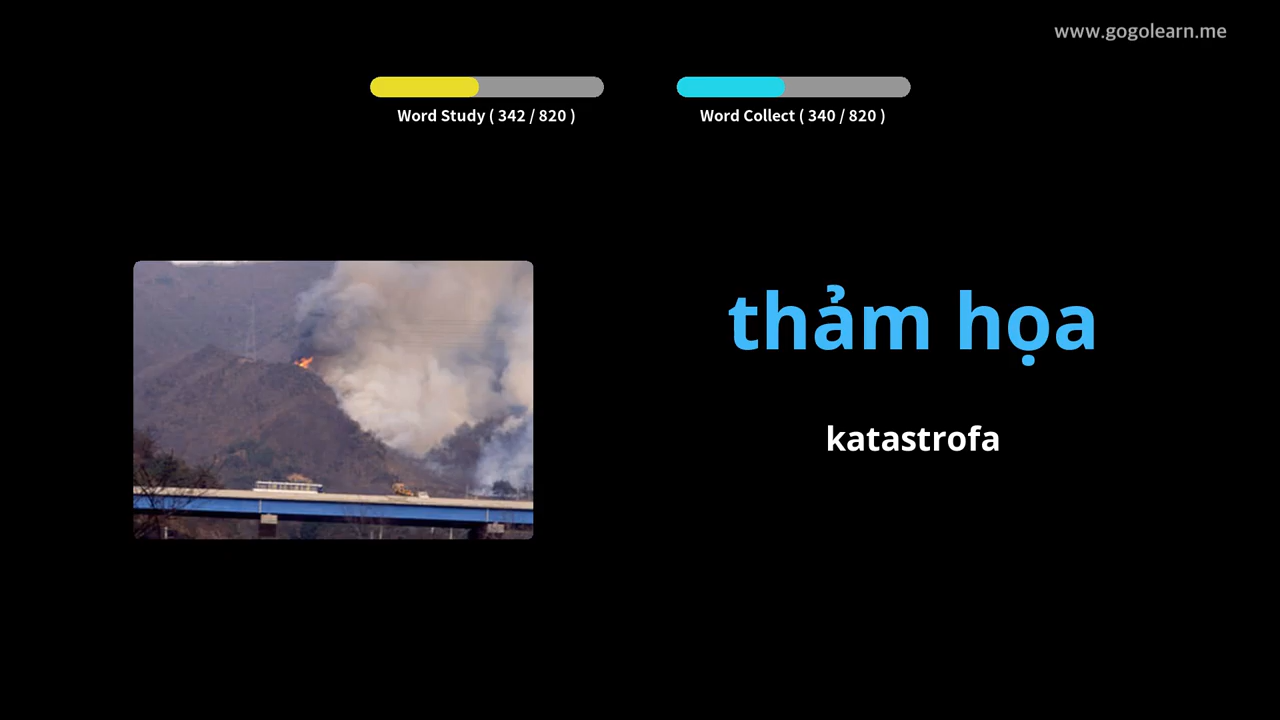 www.gogolearn.me
Word Study ( 342 / 820 )
Word Collect ( 340 / 820 )
thảm họa
katastrofa